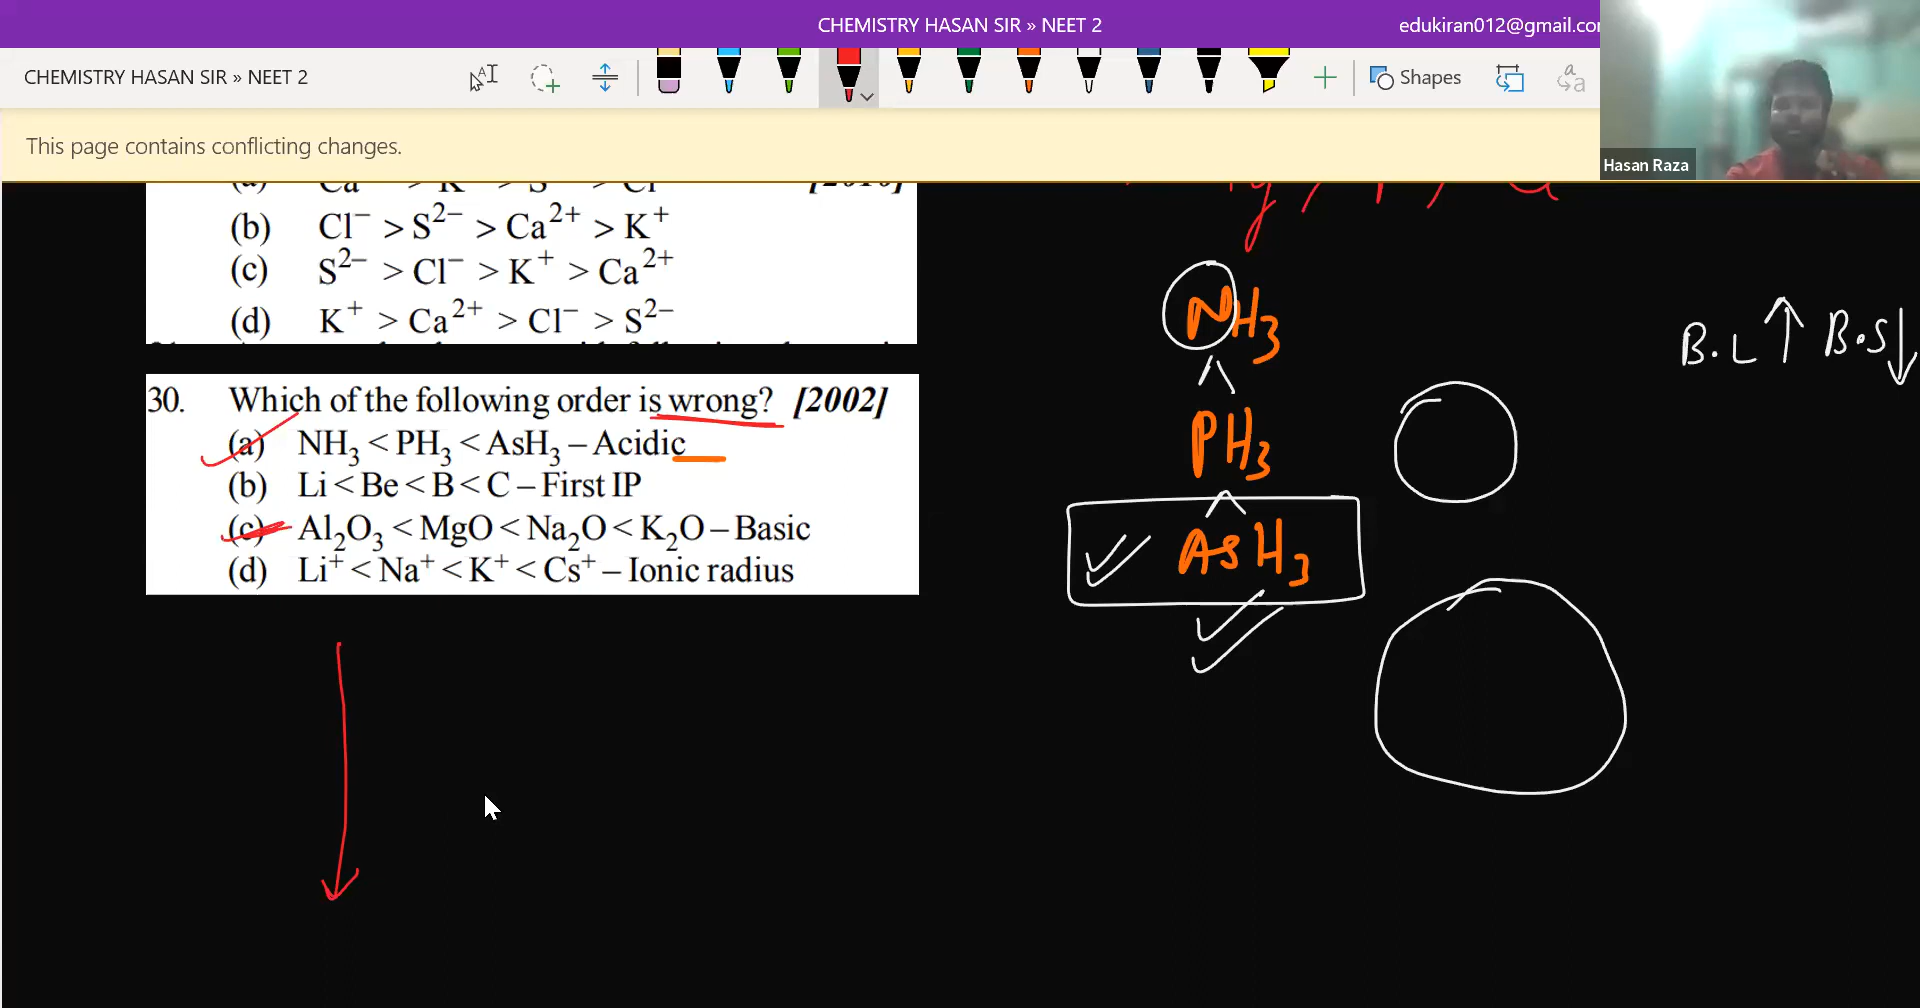 CHEMISTRY HASAN SIR » NEET 2
edukiran012@gmail.co
CHEMISTRY HASAN SIR » NEET 2
Shapes
This page contains conflicting changes.
Hasan Raza
(b) Cl⁻ > S²⁻ > Ca²⁺ > K⁺
(c) S²⁻ > Cl⁻ > K⁺ > Ca²⁺
(d) K⁺ > Ca²⁺ > Cl⁻ > S²⁻
30. Which of the following order is wrong? [2002]
(a) NH₃ < PH₃ < AsH₃ – Acidic
(b) Li < Be < B < C – First IP
(c) Al₂O₃ < MgO < Na₂O < K₂O – Basic
(d) Li⁺ < Na⁺ < K⁺ < Cs⁺ – Ionic radius
NH₃
PH₃
AsH₃
B.L ↑ B.S ↓